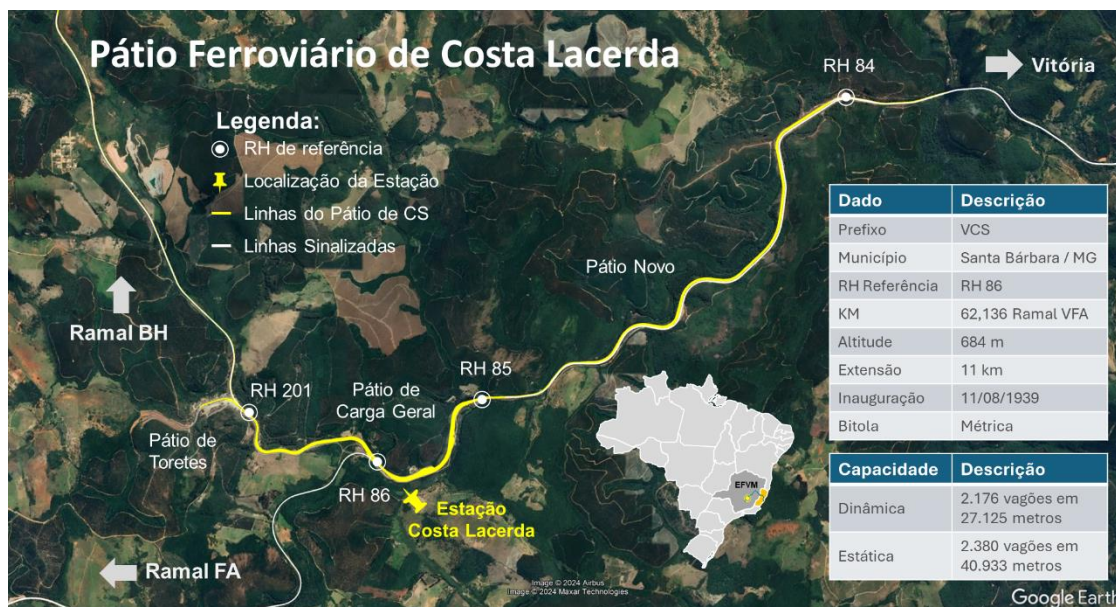 Pátio Ferroviário de Costa Lacerda
RH 84
Vitória
Legenda:
RH de referência
Localização da Estação
Linhas do Pátio de CS
Linhas Sinalizadas
Pátio Novo
Ramal BH
RH 201
Pátio de
Carga Geral
RH 85
Pátio de
Toretes
RH 86
Estação
Costa Lacerda
Ramal FA
EFVM
Dado Descrição
Prefixo VCS
Município Santa Bárbara / MG
RH Referência RH 86
KM 62,136 Ramal VFA
Altitude 684 m
Extensão 11 km
Inauguração 11/08/1939
Bitola Métrica
Capacidade Descrição
Dinâmica 2.176 vagões em
27.125 metros
Estática 2.380 vagões em
40.933 metros
Image © 2024 Airbus
Image © 2024 Maxar Technologies
Google Earth